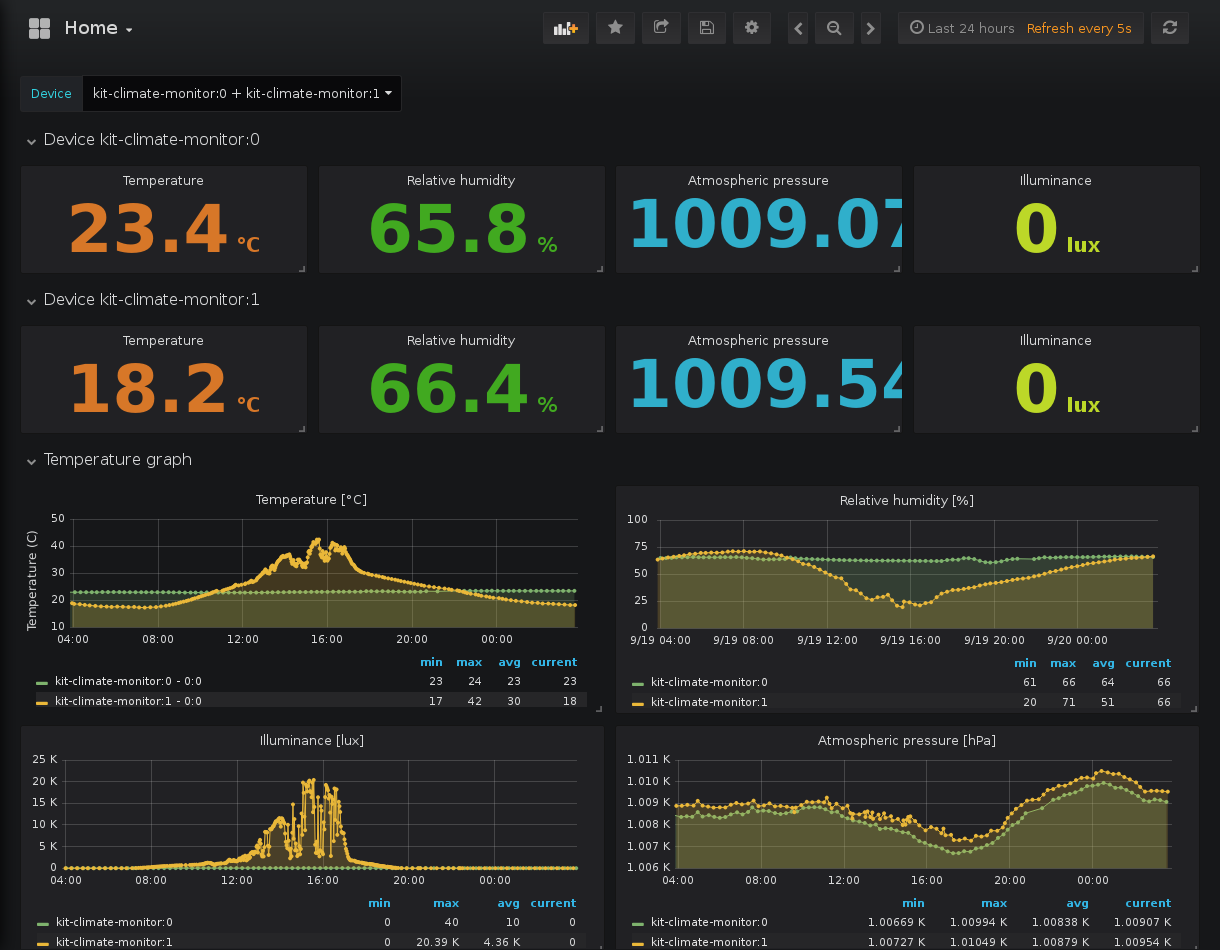 Home
Last 24 hours Refresh every 5s
Device kit-climate-monitor:0 + kit-climate-monitor:1
Device kit-climate-monitor:0
Temperature Relative humidity Atmospheric pressure Illuminance
23.4 °C 65.8 % 1009.07 0 lux
Device kit-climate-monitor:1
Temperature Relative humidity Atmospheric pressure Illuminance
18.2 °C 66.4 % 1009.54 0 lux
Temperature graph
Temperature [°C]
Temperature (C)
50
40
30
20
10
04:00 08:00 12:00 16:00 20:00 00:00
min max avg current
kit-climate-monitor:0 - 0:0 23 24 23 23
kit-climate-monitor:1 - 0:0 17 42 30 18
Relative humidity [%]
100
75
50
25
0
9/19 04:00 9/19 08:00 9/19 12:00 9/19 16:00 9/19 20:00 9/20 00:00
min max avg current
kit-climate-monitor:0 61 66 64 66
kit-climate-monitor:1 20 71 51 66
Illuminance [lux]
25 K
20 K
15 K
10 K
5 K
0
04:00 08:00 12:00 16:00 20:00 00:00
min max avg current
kit-climate-monitor:0 0 40 10 0
kit-climate-monitor:1 0 20.39 K 4.36 K 0
Atmospheric pressure [hPa]
1.011 K
1.010 K
1.009 K
1.008 K
1.007 K
1.006 K
04:00 08:00 12:00 16:00 20:00 00:00
min max avg current
kit-climate-monitor:0 1.00669 K 1.00994 K 1.00838 K 1.00907 K
kit-climate-monitor:1 1.00727 K 1.01049 K 1.00879 K 1.00954 K